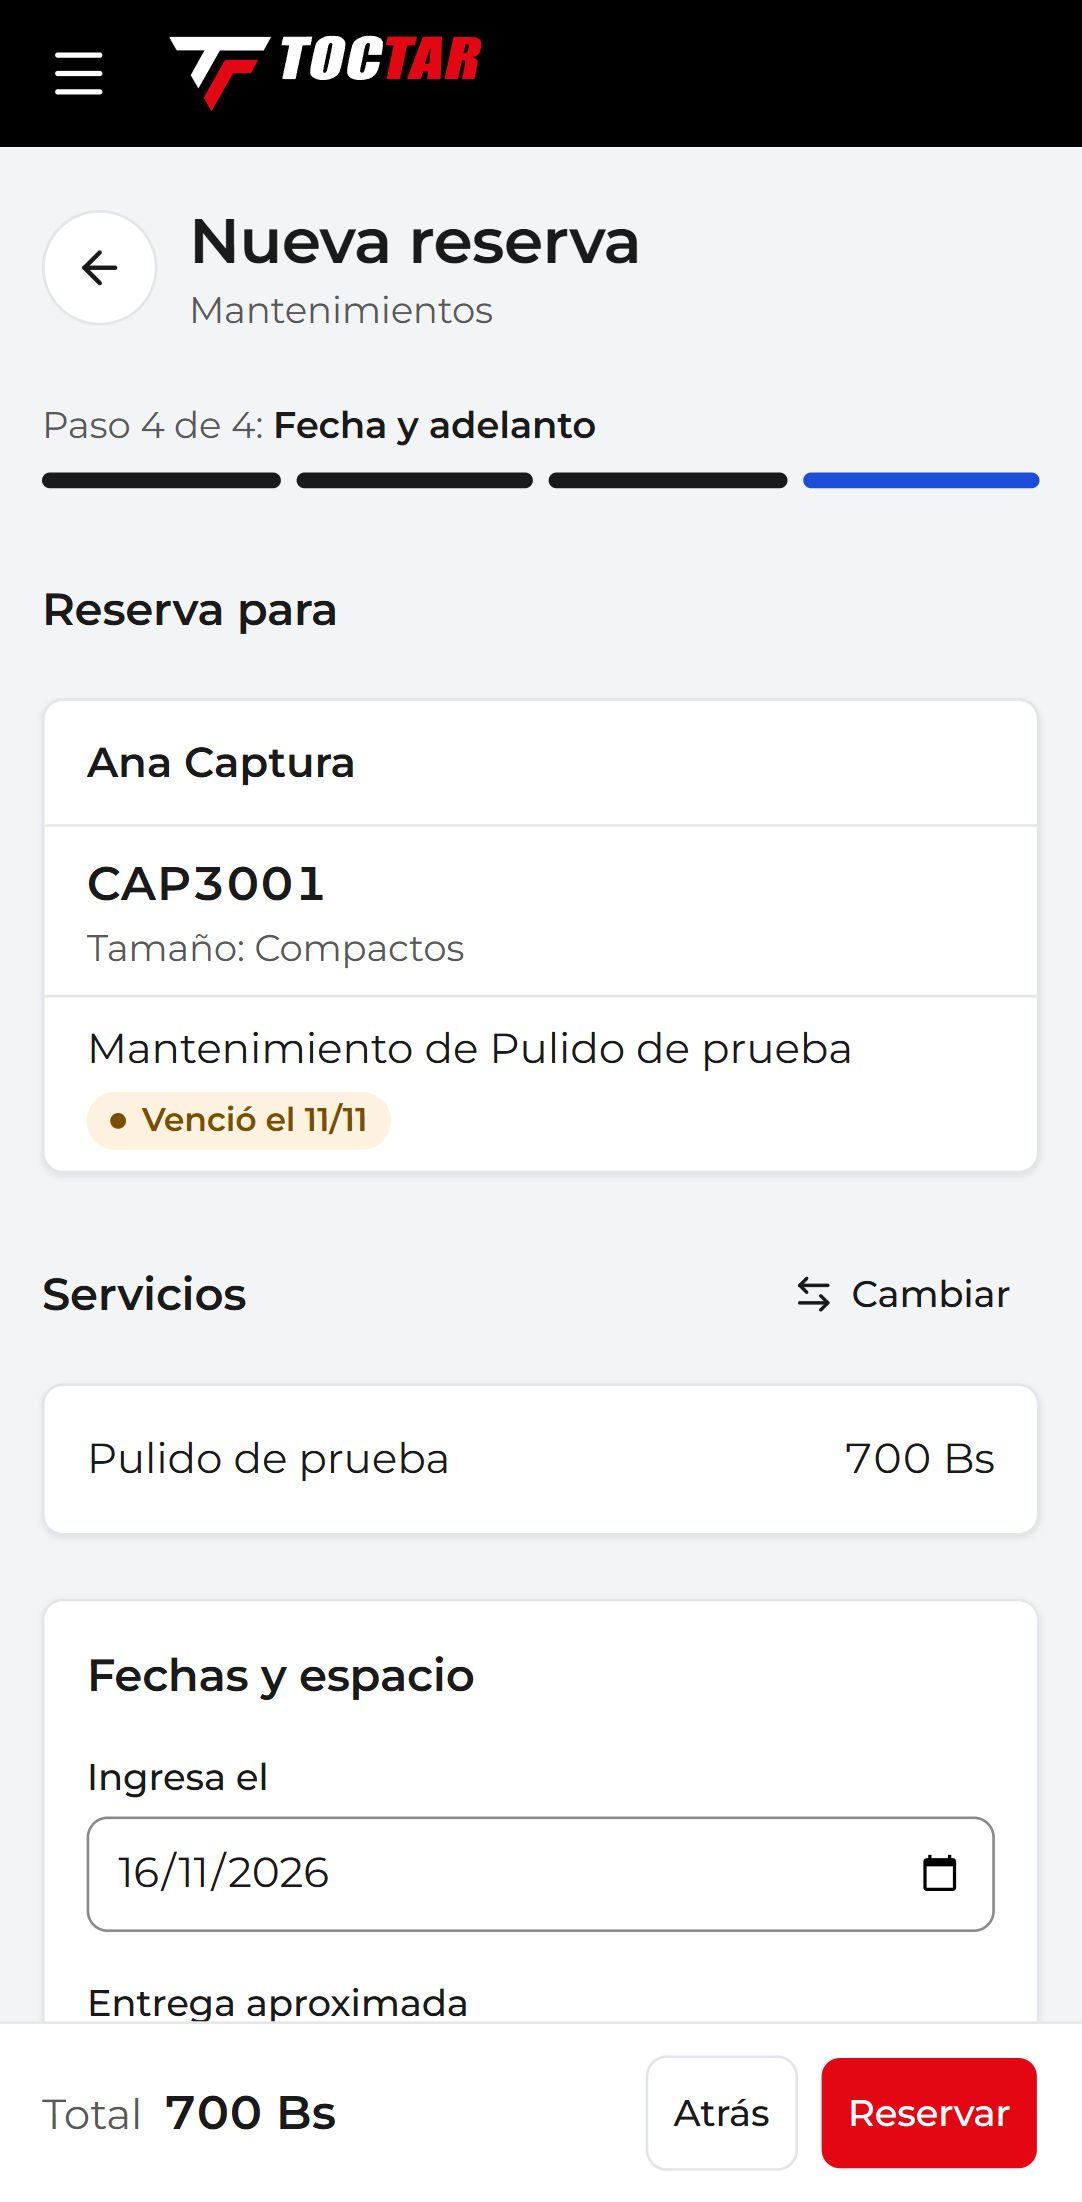 TOCTAR
Nueva reserva
Mantenimientos
Paso 4 de 4: Fecha y adelanto
Reserva para
Ana Captura
CAP3001
Tamaño: Compactos
Mantenimiento de Pulido de prueba
Venció el 11/11
Servicios
Cambiar
Pulido de prueba 700 Bs
Fechas y espacio
Ingresa el
16/11/2026
Entrega aproximada
Total 700 Bs
Atrás
Reservar